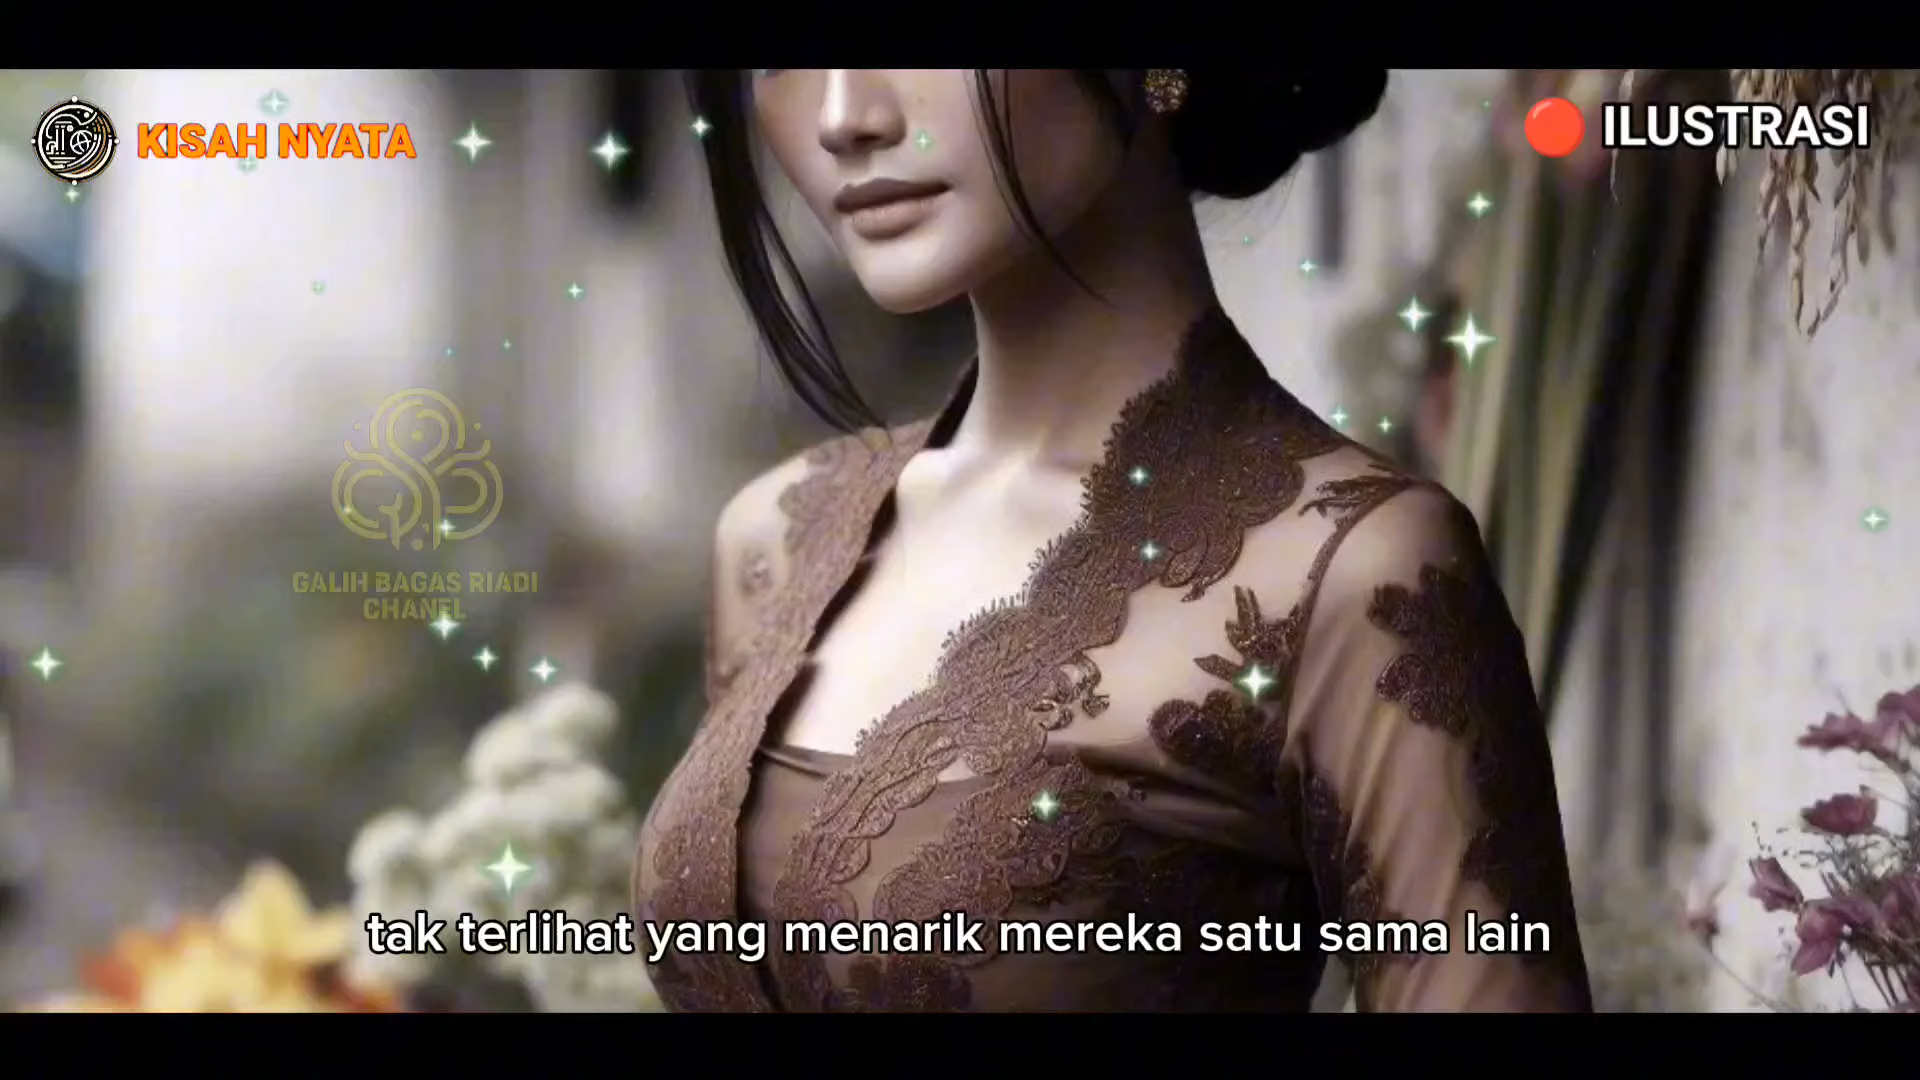 KISAH NYATA
ILUSTRASI
GALIH BAGAS RIADI
CHANEL
tak terlihat yang menarik mereka satu sama lain